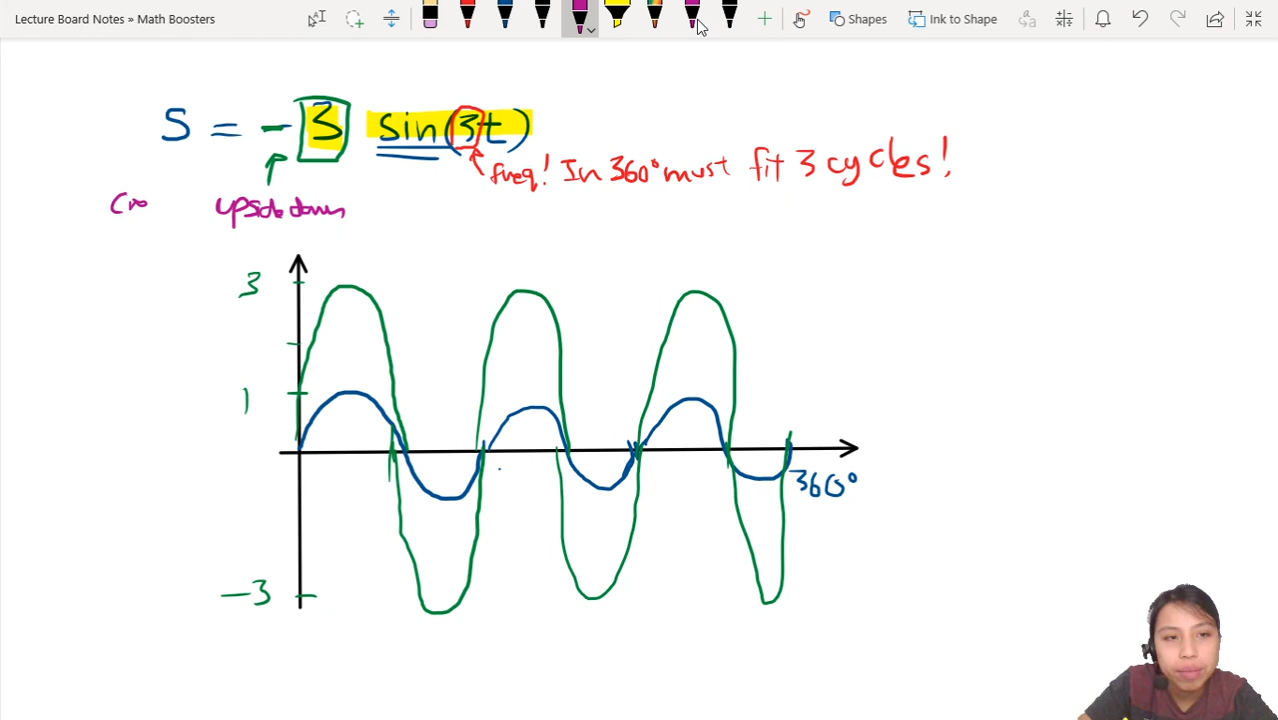 Lecture Board Notes » Math Boosters
Shapes
Ink to Shape
S = - 3 sin(3t)
freq! In 360° must fit 3 cycles!
upside down
3
1
360°
-3